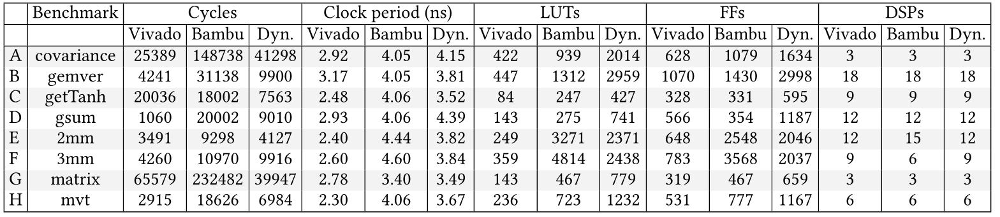 Benchmark Cycles Clock period (ns) LUTs FFs DSPs
Vivado Bambu Dyn. Vivado Bambu Dyn. Vivado Bambu Dyn. Vivado Bambu Dyn. Vivado Bambu Dyn.
A covariance 25389 148738 41298 2.92 4.05 4.15 422 939 2014 628 1079 1634 3 3 3
B gemver 4241 31138 9900 3.17 4.05 3.81 447 1312 2959 1070 1430 2998 18 18 18
C getTanh 20036 18002 7563 2.48 4.06 3.52 84 247 427 328 331 595 9 9 9
D gsum 1060 20002 9010 2.93 4.06 4.39 143 275 741 566 354 1187 12 12 12
E 2mm 3491 9298 4127 2.40 4.44 3.82 249 3271 2371 648 2548 2046 12 15 12
F 3mm 4260 10970 9916 2.60 4.60 3.84 359 4814 2438 783 3568 2037 9 6 9
G matrix 65579 232482 39947 2.78 3.40 3.49 143 467 779 319 467 659 3 3 3
H mvt 2915 18626 6984 2.30 4.06 3.67 236 723 1232 531 777 1167 6 6 6